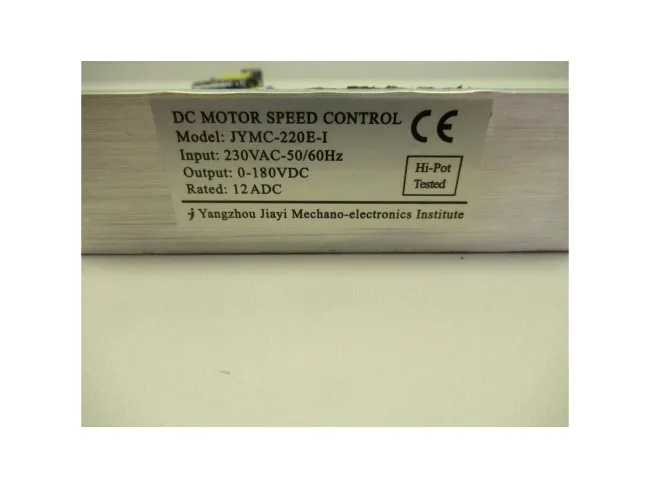 DC MOTOR SPEED CONTROL
CE
Model: JYMC-220E-I
Input: 230VAC-50/60Hz
Output: 0-180VDC
Rated: 12ADC
Hi-Pot
Tested
Yangzhou Jiayi Mechano-electronics Institute